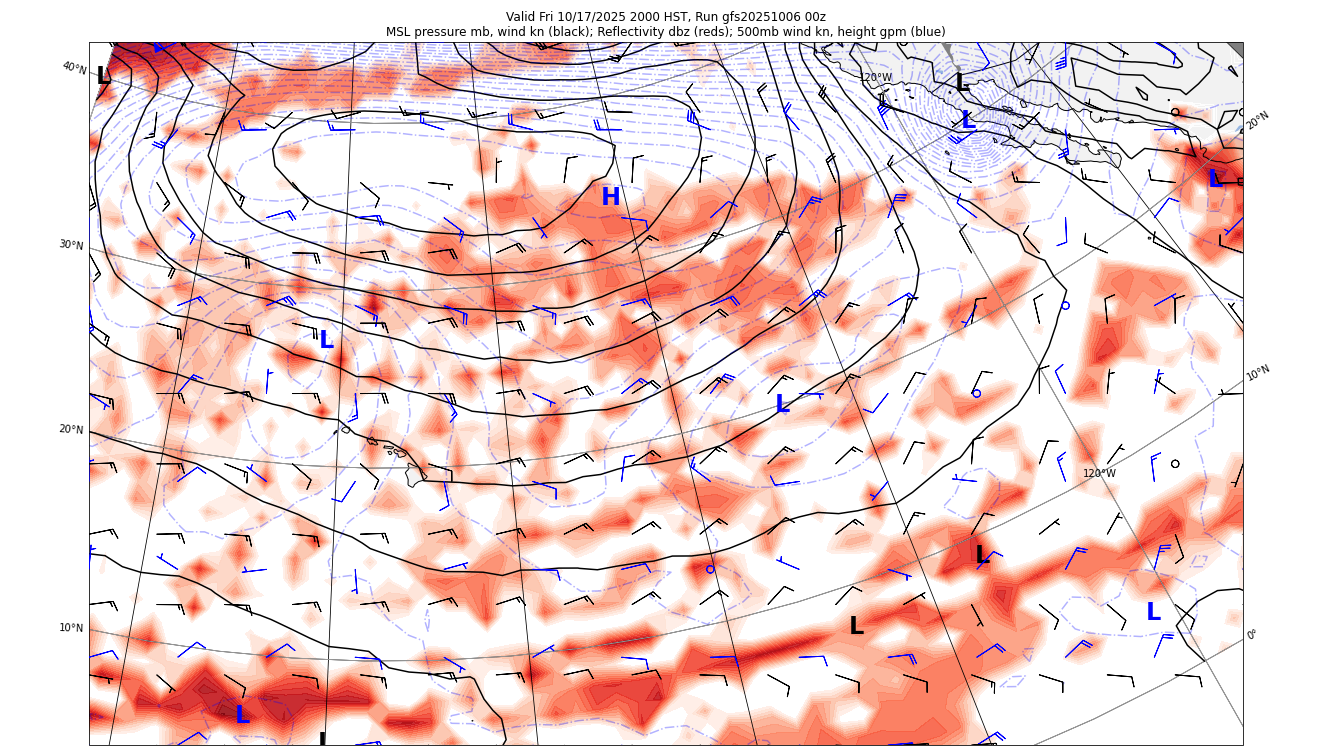 Valid Fri 10/17/2025 2000 HST, Run gfs20251006 00z
MSL pressure mb, wind kn (black); Reflectivity dbz (reds); 500mb wind kn, height gpm (blue)
40°N
L
120°W
L
L
20°N
L
H
30°N
L
L
10°N
L
20°N
120°W
L
L
L
10°N
0°
L
L